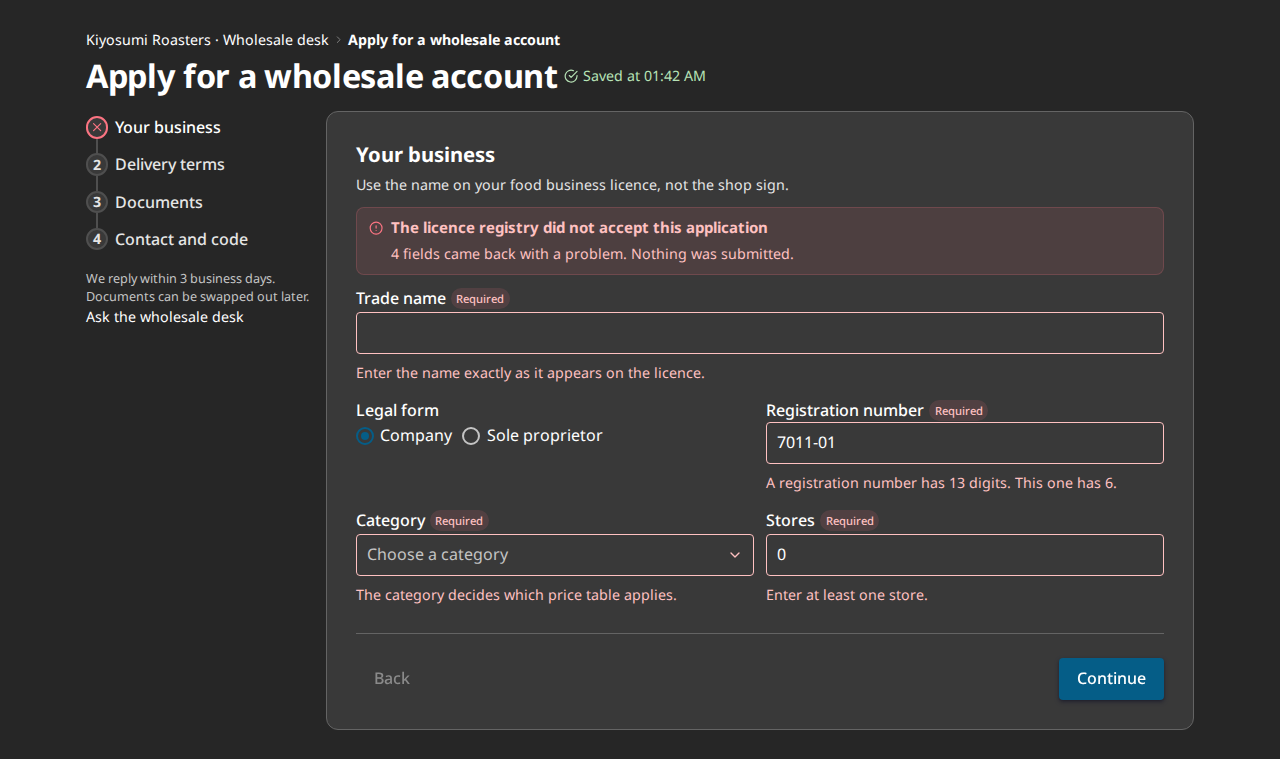 Kiyosumi Roasters · Wholesale desk > Apply for a wholesale account
Apply for a wholesale account Saved at 01:42 AM
Your business
2 Delivery terms
3 Documents
4 Contact and code
We reply within 3 business days.
Documents can be swapped out later.
Ask the wholesale desk
Your business
Use the name on your food business licence, not the shop sign.
The licence registry did not accept this application
4 fields came back with a problem. Nothing was submitted.
Trade name Required
Enter the name exactly as it appears on the licence.
Legal form
Company Sole proprietor
Registration number Required
7011-01
A registration number has 13 digits. This one has 6.
Category Required
Choose a category
The category decides which price table applies.
Stores Required
0
Enter at least one store.
Back
Continue